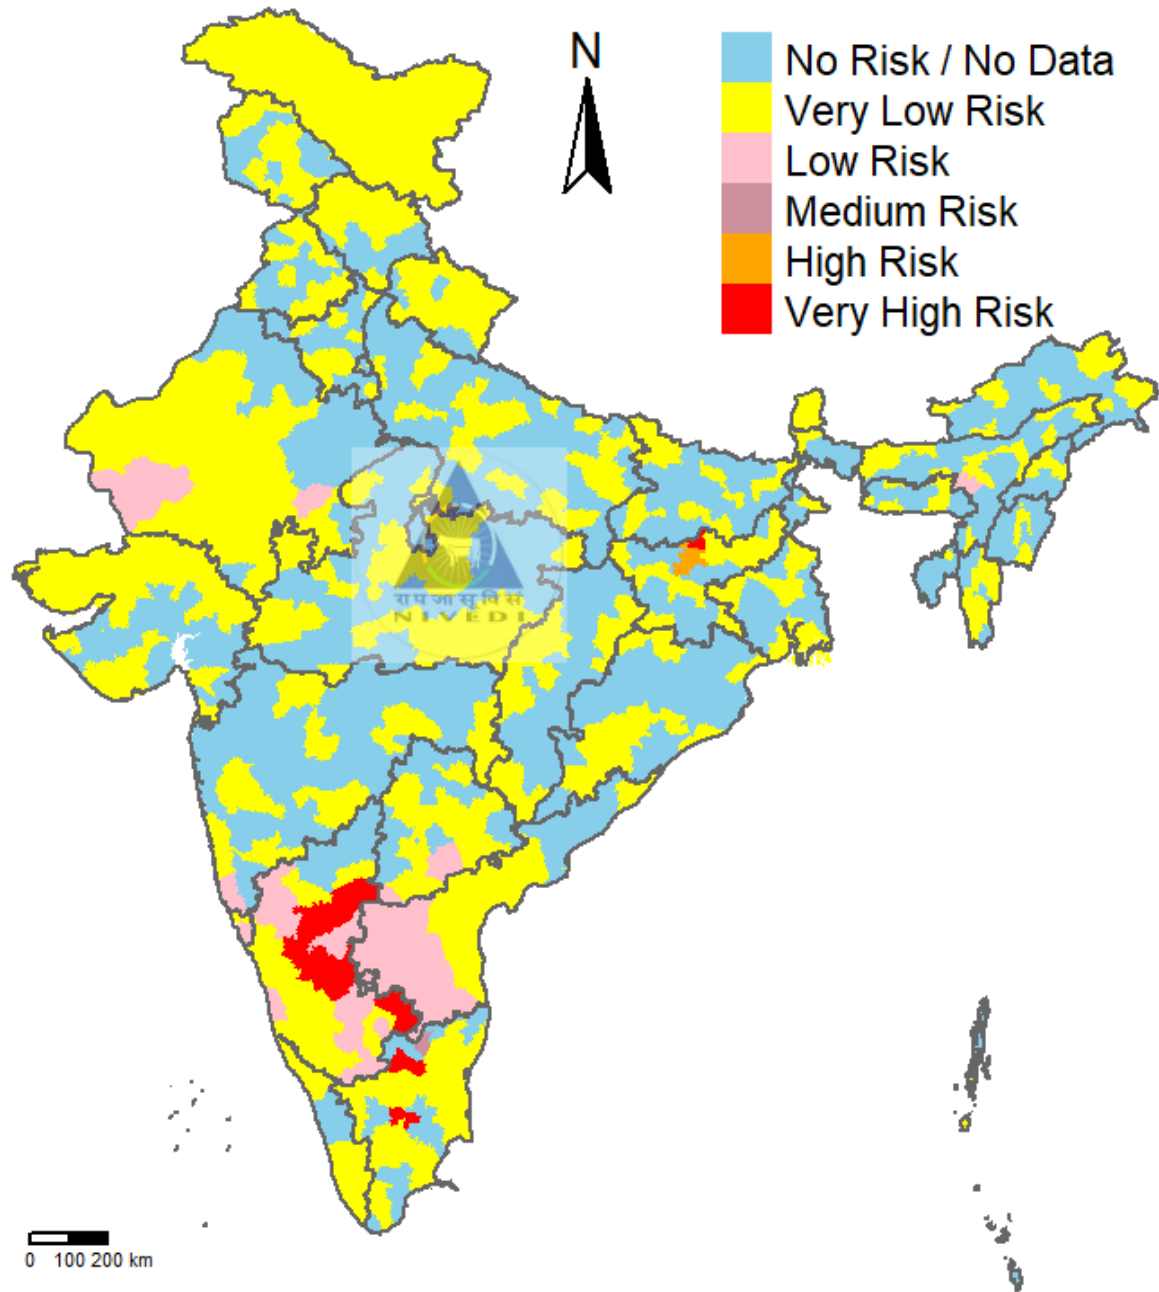 N
No Risk / No Data
Very Low Risk
Low Risk
Medium Risk
High Risk
Very High Risk
रा प जा सू वि सं
NIVEDI
0 100 200 km